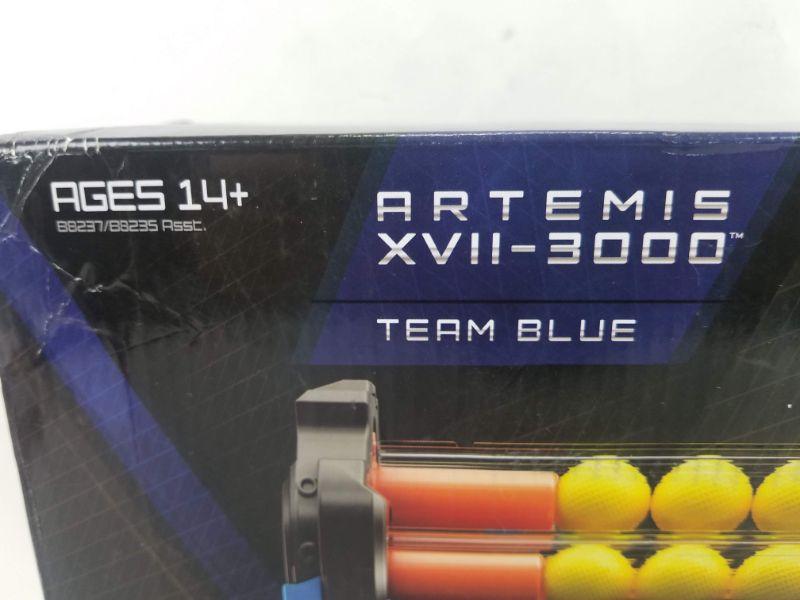 AGES 14+
B8237/B8235 Asst.
ARTEMIS
XVII-3000™
TEAM BLUE